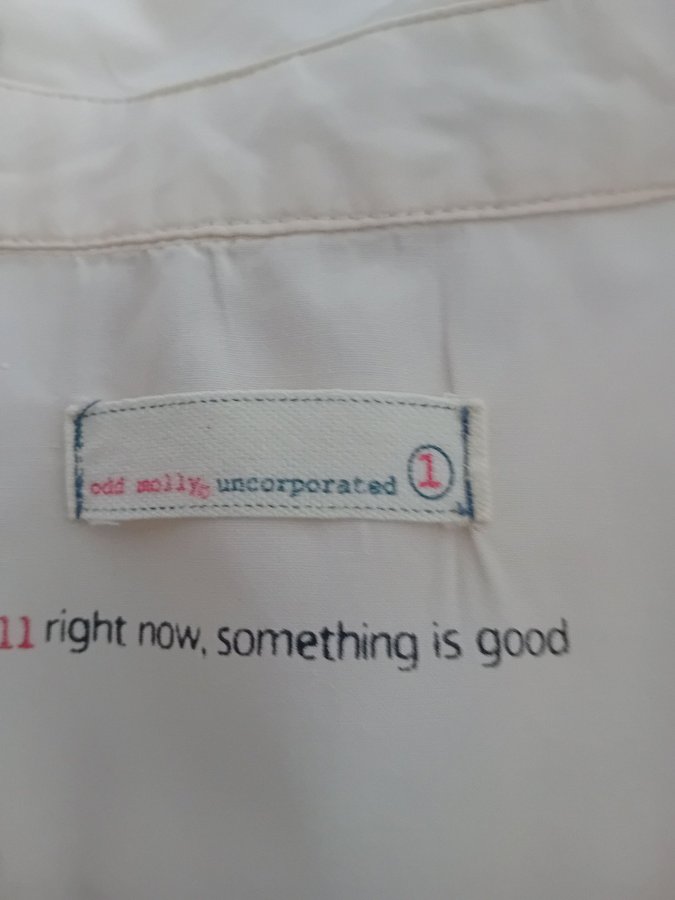 odd molly uncorporated 1
11 right now, something is good